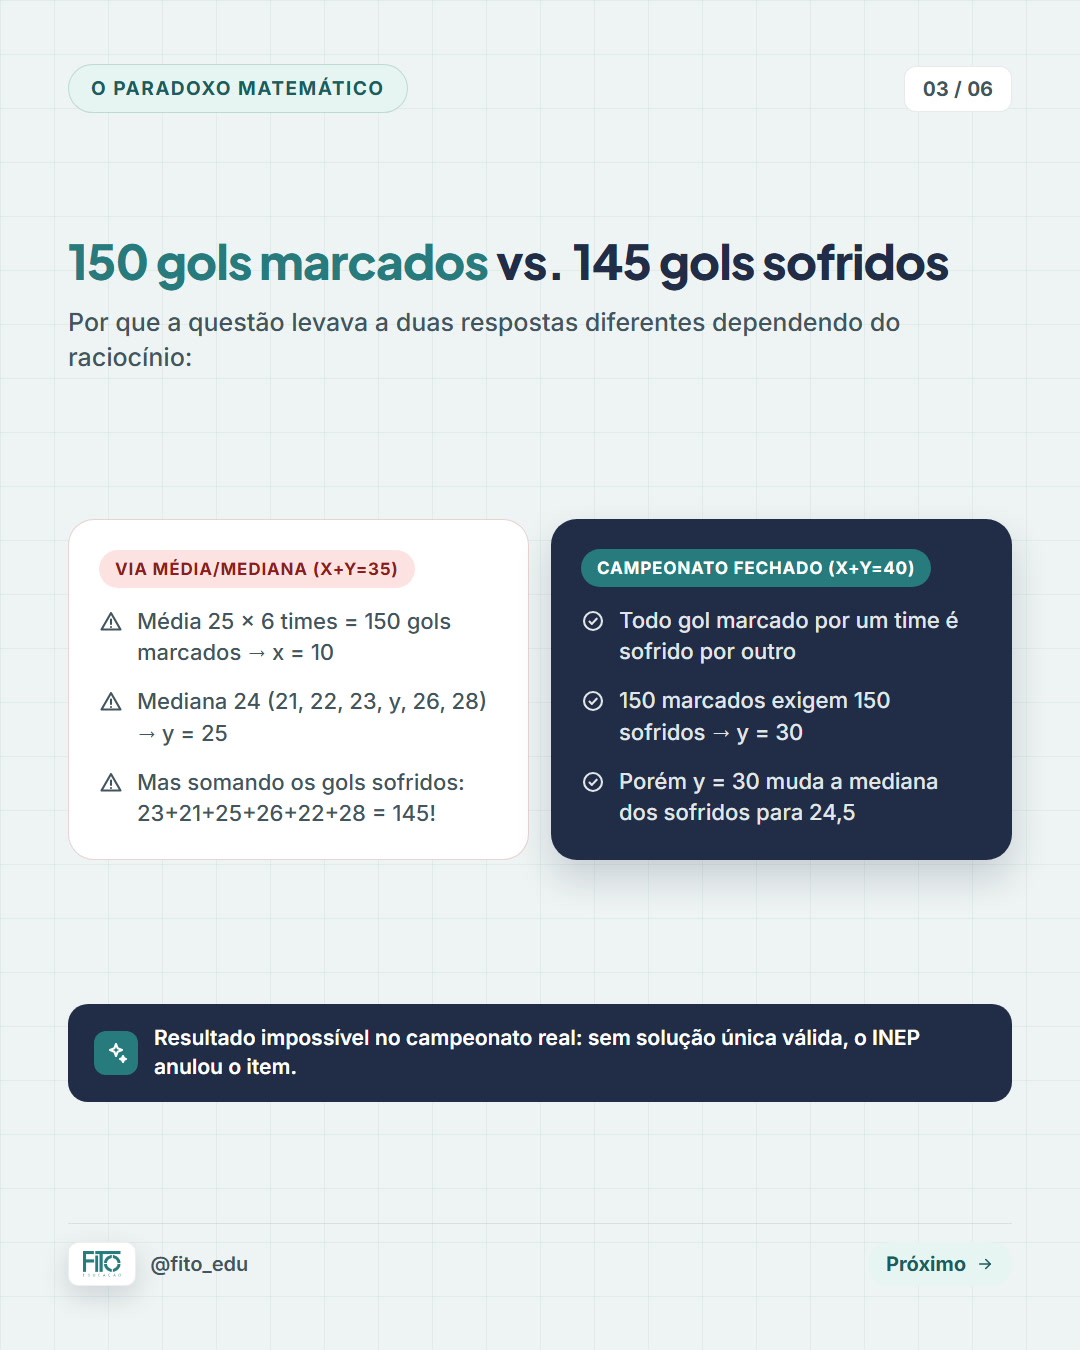 O PARADOXO MATEMÁTICO
03 / 06
150 gols marcados vs. 145 gols sofridos
Por que a questão levava a duas respostas diferentes dependendo do
raciocínio:
VIA MÉDIA/MEDIANA (X+Y=35)
Média 25 × 6 times = 150 gols
marcados → x = 10
Mediana 24 (21, 22, 23, y, 26, 28)
→ y = 25
Mas somando os gols sofridos:
23+21+25+26+22+28 = 145!
CAMPEONATO FECHADO (X+Y=40)
Todo gol marcado por um time é
sofrido por outro
150 marcados exigem 150
sofridos → y = 30
Porém y = 30 muda a mediana
dos sofridos para 24,5
Resultado impossível no campeonato real: sem solução única válida, o INEP
anulou o item.
FITO
EDUCAÇÃO
@fito_edu
Próximo →